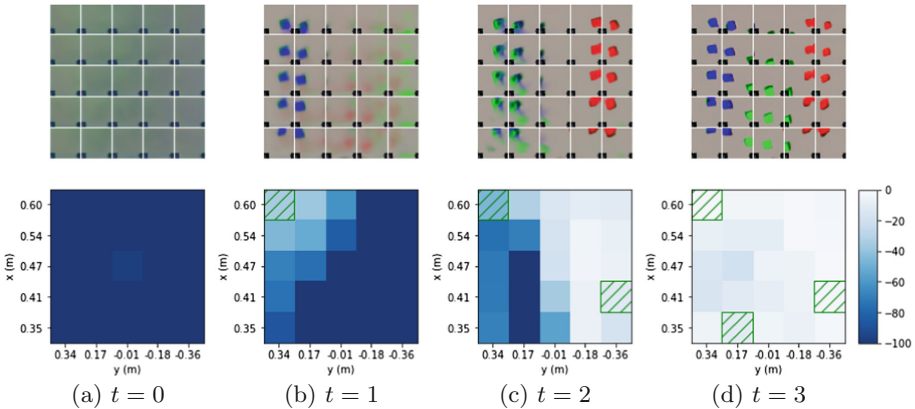 0.60 0.60 0.60 0.60 0
0.54 0.54 0.54 0.54 −20
x (m) 0.47 x (m) 0.47 x (m) 0.47 x (m) 0.47 −40
0.41 0.41 0.41 0.41 −60
0.35 0.35 0.35 0.35 −80
−100
0.34 0.17 -0.01 -0.18 -0.36 0.34 0.17 -0.01 -0.18 -0.36 0.34 0.17 -0.01 -0.18 -0.36 0.34 0.17 -0.01 -0.18 -0.36
y (m) y (m) y (m) y (m)
(a) t = 0 (b) t = 1 (c) t = 2 (d) t = 3